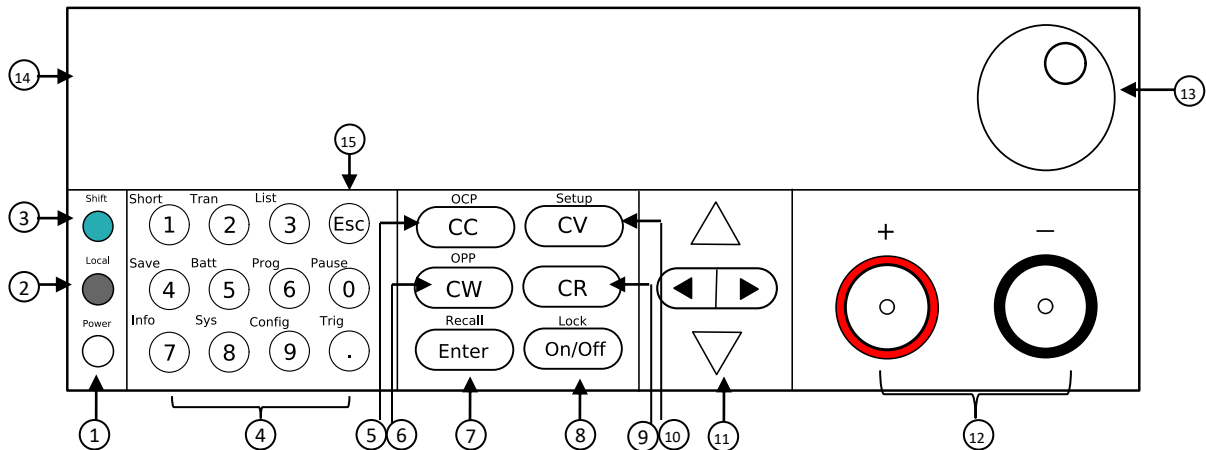 14
13
15
Shift
Short Tran List
OCP
Setup
3
1 2 3 Esc
CC
CV
+ −
Local
Save Batt Prog Pause
OPP
2
4 5 6 0
CW
CR
Power
Info Sys Config Trig
Recall
Lock
7 8 9 .
Enter
On/Off
1 4 5 6 7 8 9 10 11 12